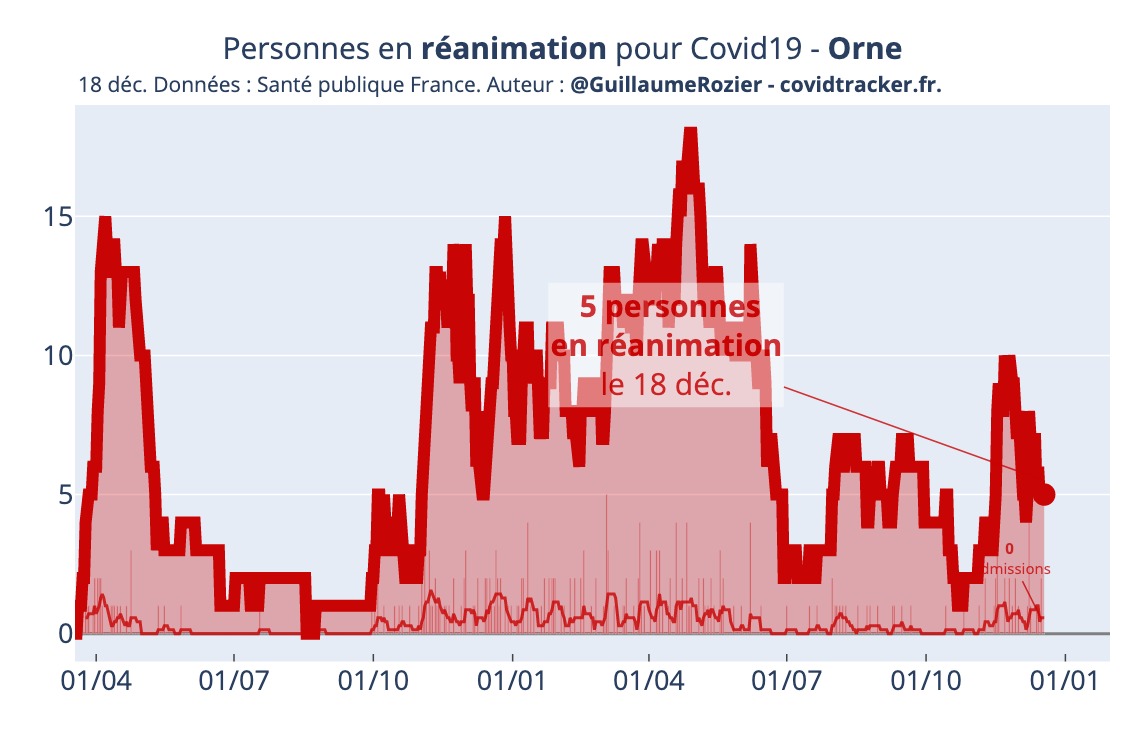 Personnes en réanimation pour Covid19 - Orne
18 déc. Données : Santé publique France. Auteur : @GuillaumeRozier - covidtracker.fr.
15
10
5
0
5 personnes
en réanimation
le 18 déc.
0
dmissions
01/04
01/07
01/10
01/01
01/04
01/07
01/10
01/01